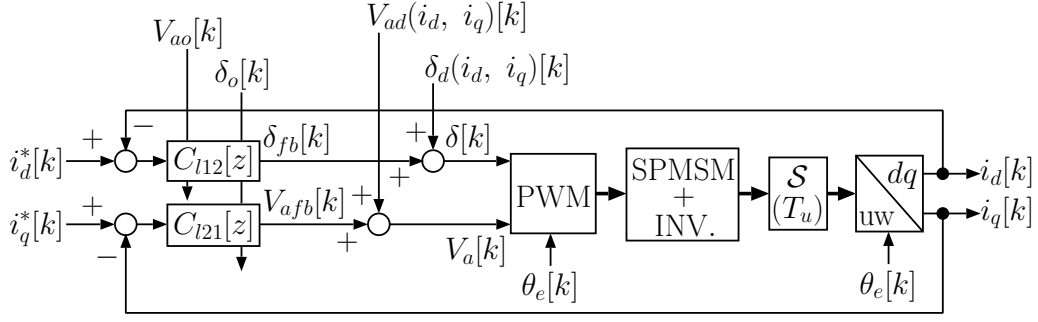 V_{ao}[k]
V_{ad}(i_d, i_q)[k]
δ_o[k]
δ_d(i_d, i_q)[k]
i_d^*[k]
+
−
C_{l12}[z]
δ_{fb}[k]
+
+
δ[k]
i_q^*[k]
+
−
C_{l21}[z]
V_{afb}[k]
+
+
V_a[k]
PWM
θ_e[k]
SPMSM
+
INV.
𝒮
(T_u)
dq
uw
θ_e[k]
i_d[k]
i_q[k]